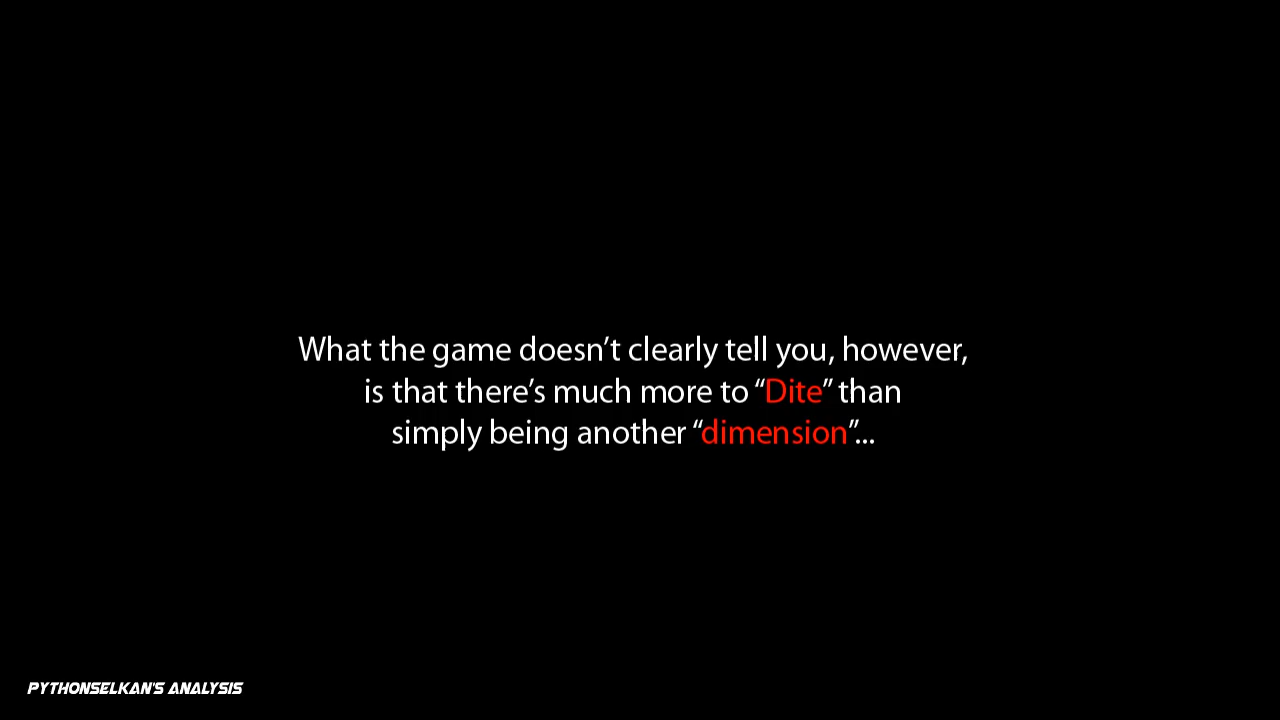 What the game doesn’t clearly tell you, however,
is that there’s much more to “Dite” than
simply being another “dimension”...
PYTHONSELKAN'S ANALYSIS